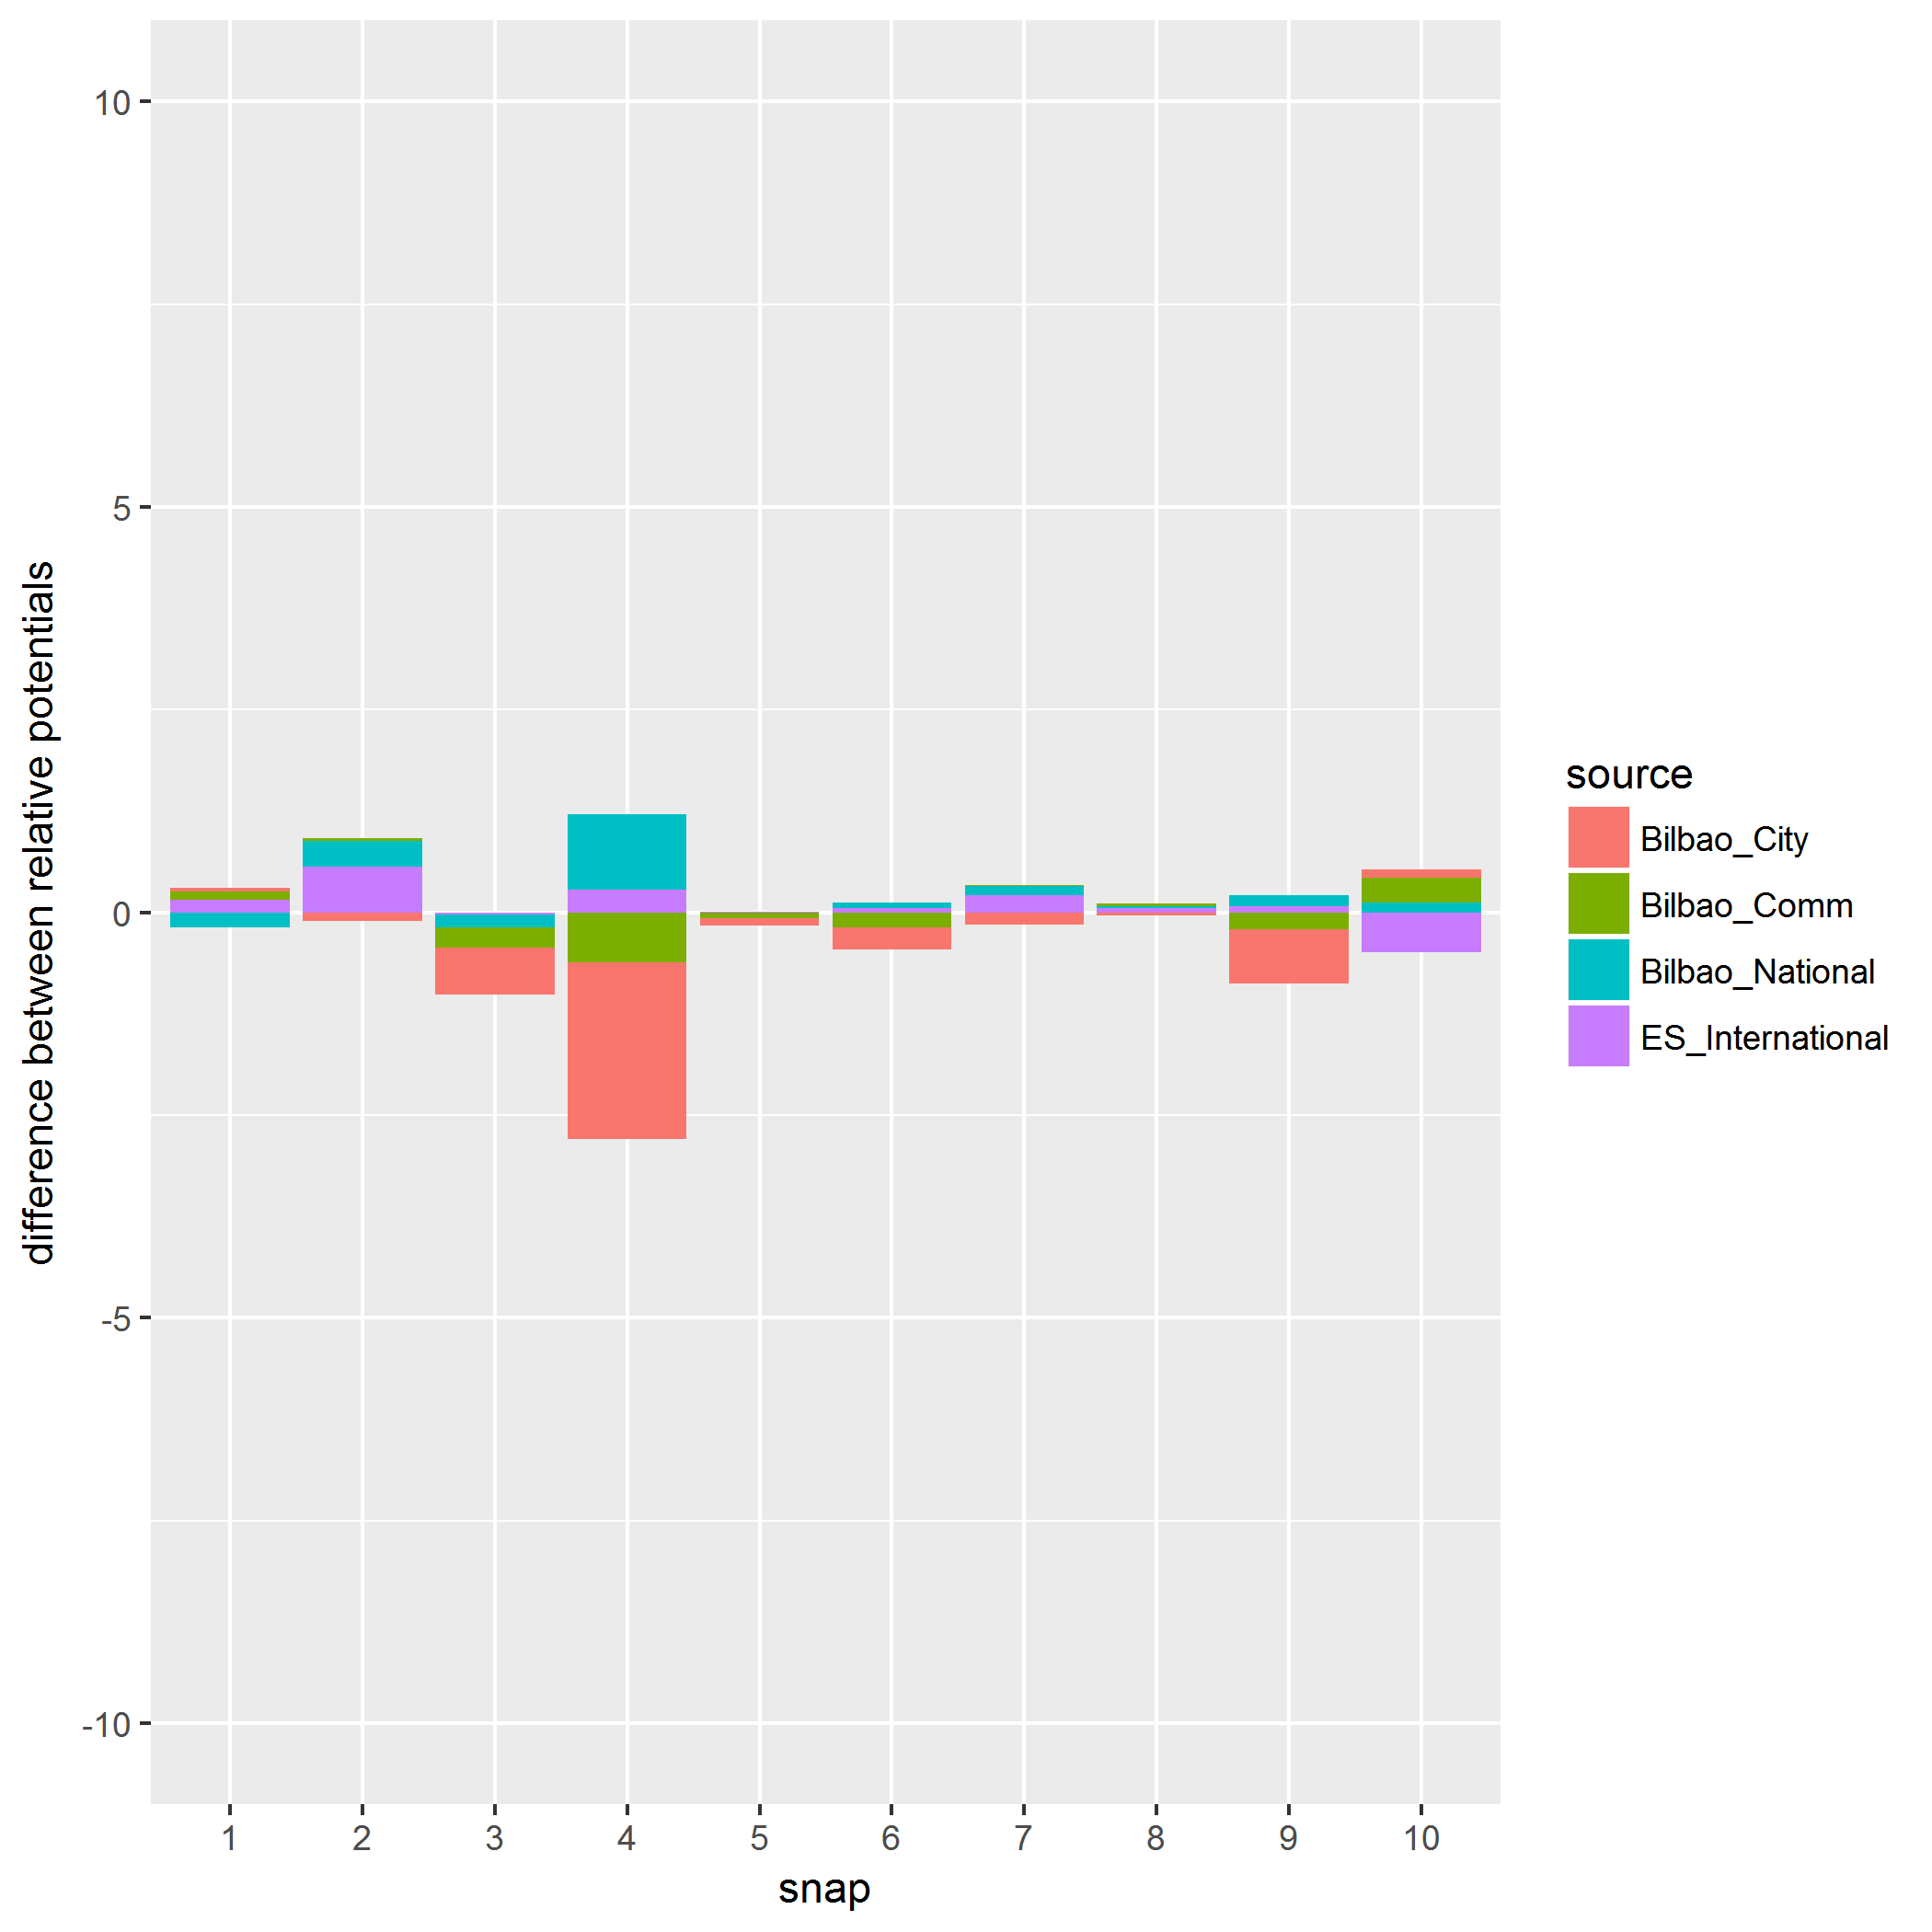 10
5
0
-5
-10
difference between relative potentials
1 2 3 4 5 6 7 8 9 10
snap
source
Bilbao_City
Bilbao_Comm
Bilbao_National
ES_International